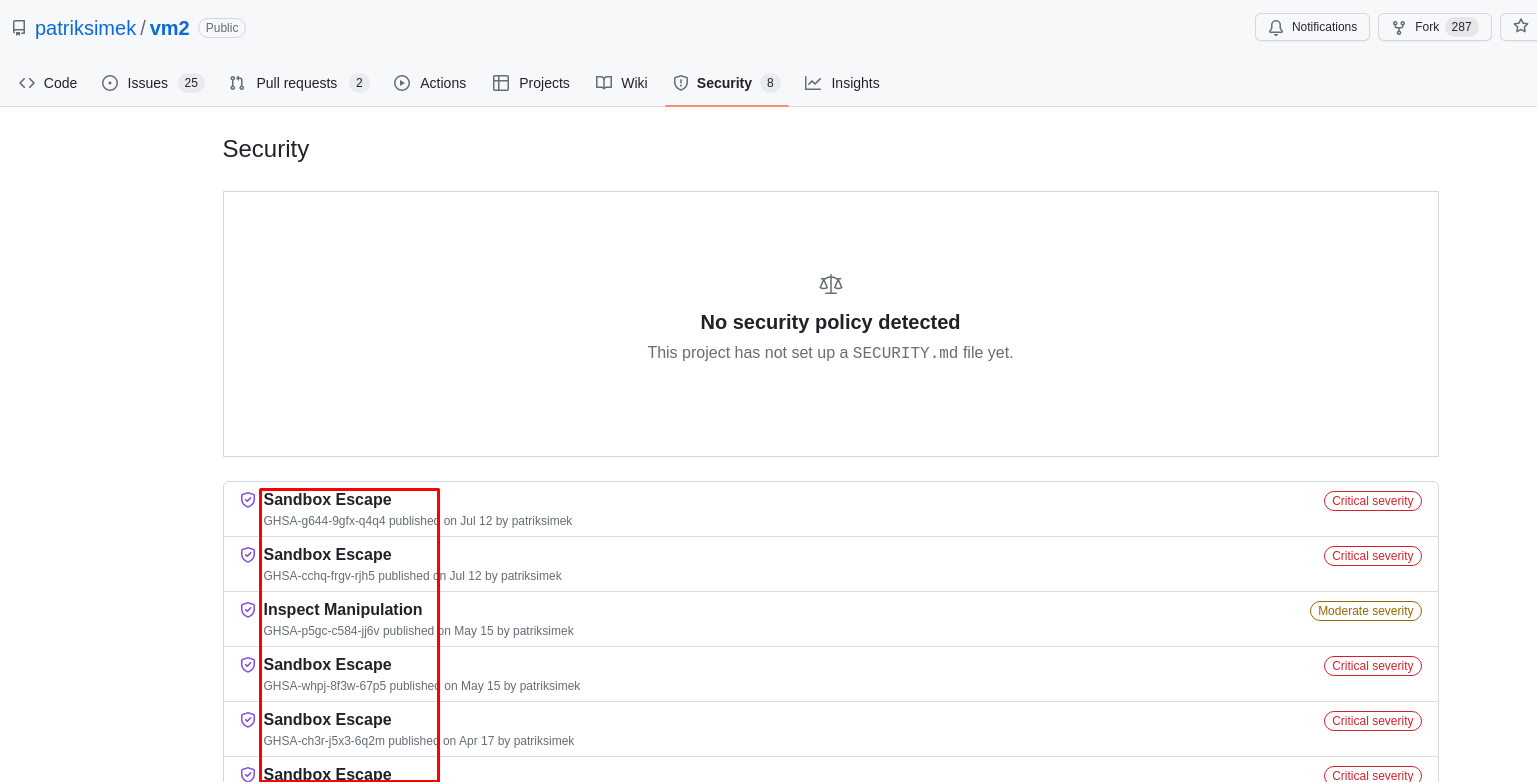 patriksimek / vm2 Public Notifications Fork 287
Code Issues 25 Pull requests 2 Actions Projects Wiki Security 8 Insights
Security
No security policy detected
This project has not set up a SECURITY.md file yet.
Sandbox Escape Critical severity
GHSA-g644-9gfx-q4q4 published on Jul 12 by patriksimek
Sandbox Escape Critical severity
GHSA-cchq-frgv-rjh5 published on Jul 12 by patriksimek
Inspect Manipulation Moderate severity
GHSA-p5gc-c584-jj6v published on May 15 by patriksimek
Sandbox Escape Critical severity
GHSA-whpj-8f3w-67p5 published on May 15 by patriksimek
Sandbox Escape Critical severity
GHSA-ch3r-j5x3-6q2m published on Apr 17 by patriksimek
Sandbox Escape Critical severity